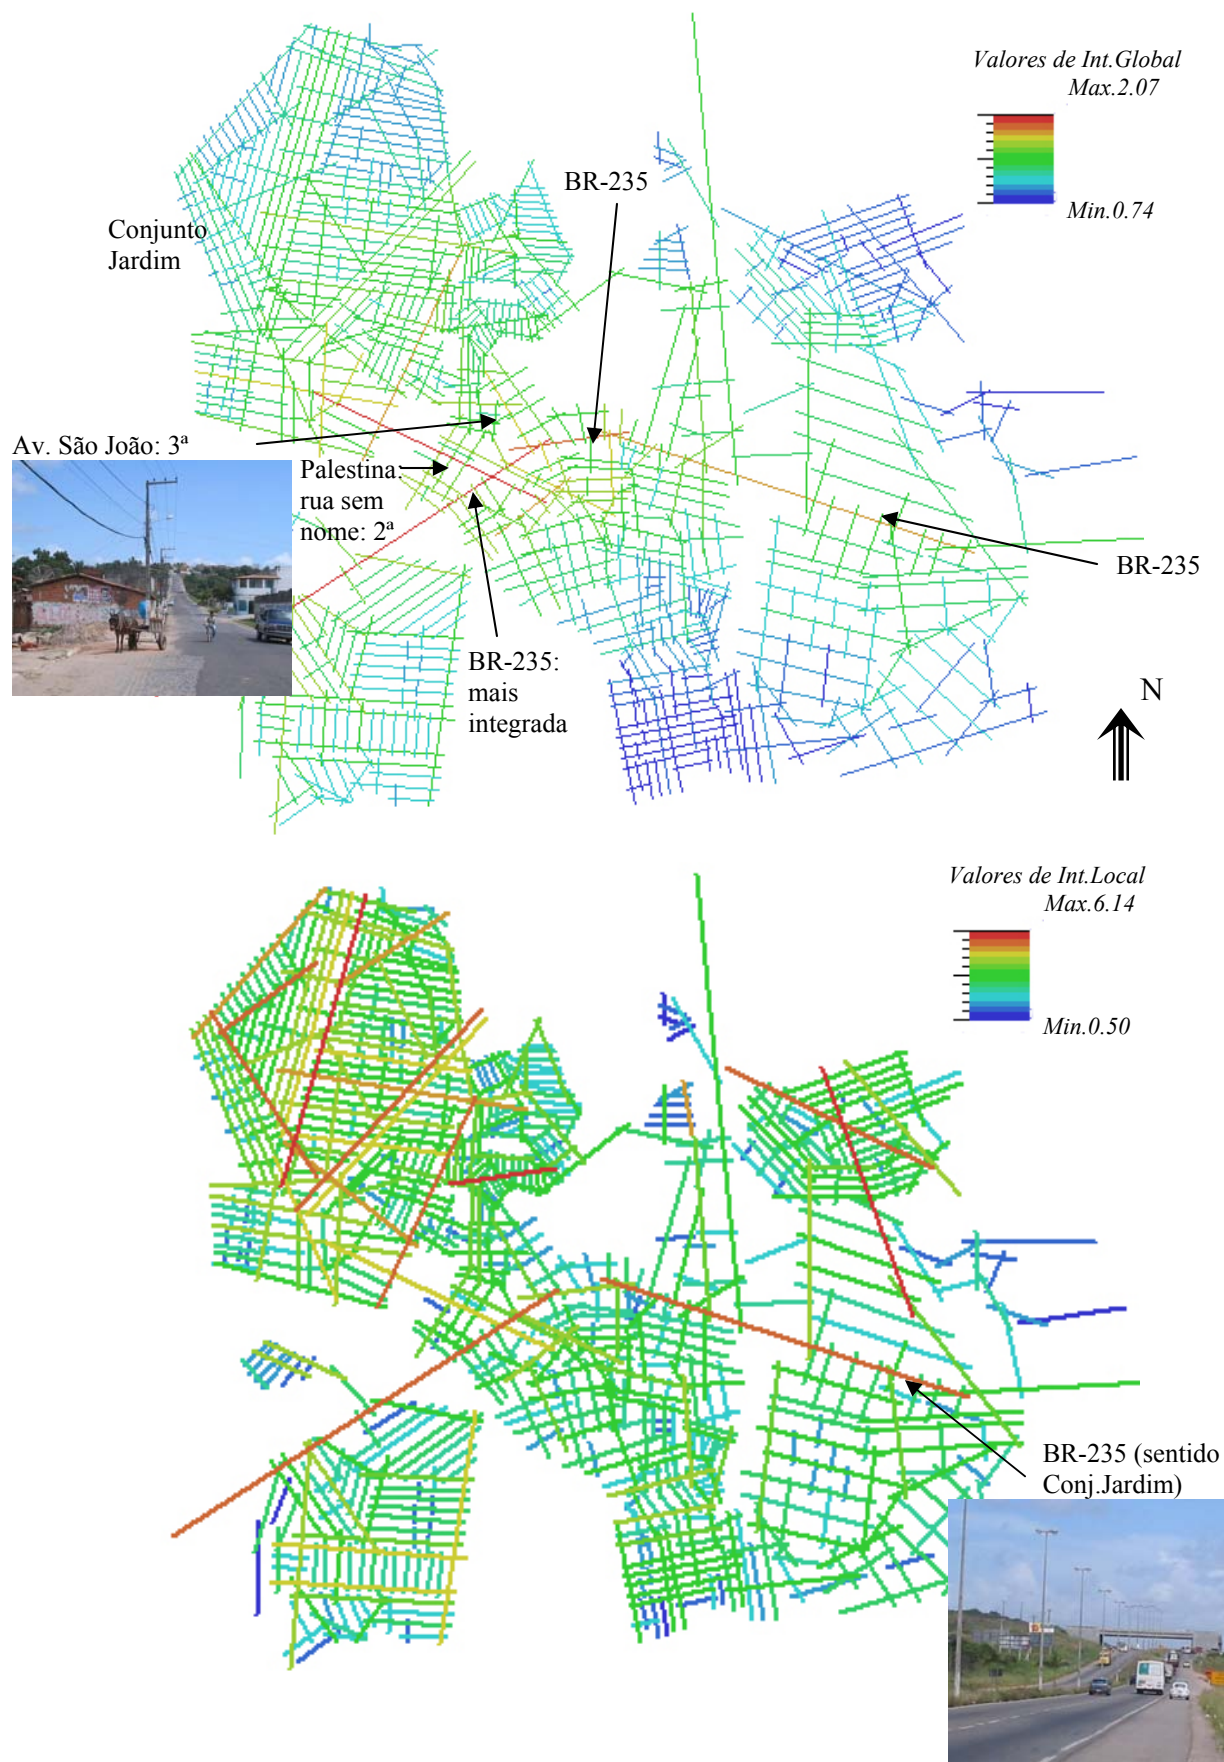 Valores de Int.Global
Max.2.07
Min.0.74
BR-235
Conjunto
Jardim
Av. São João: 3ª
Palestina:
rua sem
nome: 2ª
BR-235
BR-235:
mais
integrada
N
Valores de Int.Local
Max.6.14
Min.0.50
BR-235 (sentido
Conj.Jardim)